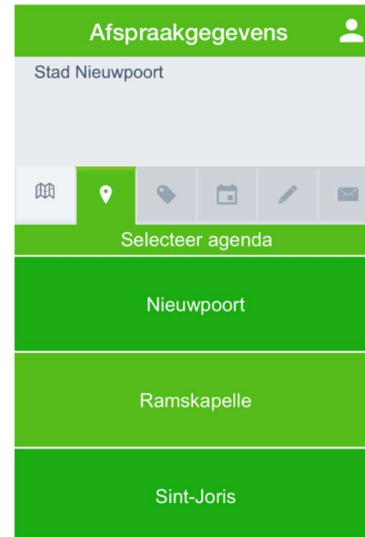 Afspraakgegevens
Stad Nieuwpoort
Selecteer agenda
Nieuwpoort
Ramskapelle
Sint-Joris